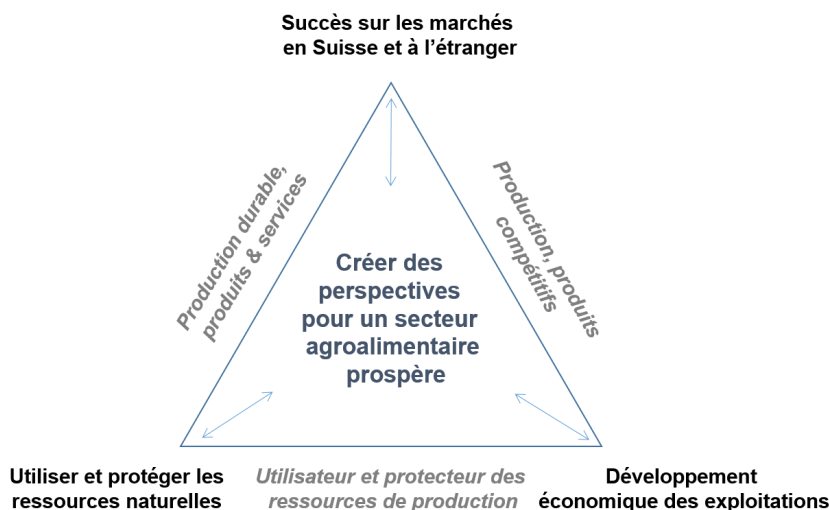 Succès sur les marchés
en Suisse et à l'étranger
Production durable,
produits & services
Production, produits
compétitifs
Créer des
perspectives
pour un secteur
agroalimentaire
prospère
Utiliser et protéger les
ressources naturelles
Utilisateur et protecteur des
ressources de production
Développement
économique des exploitations